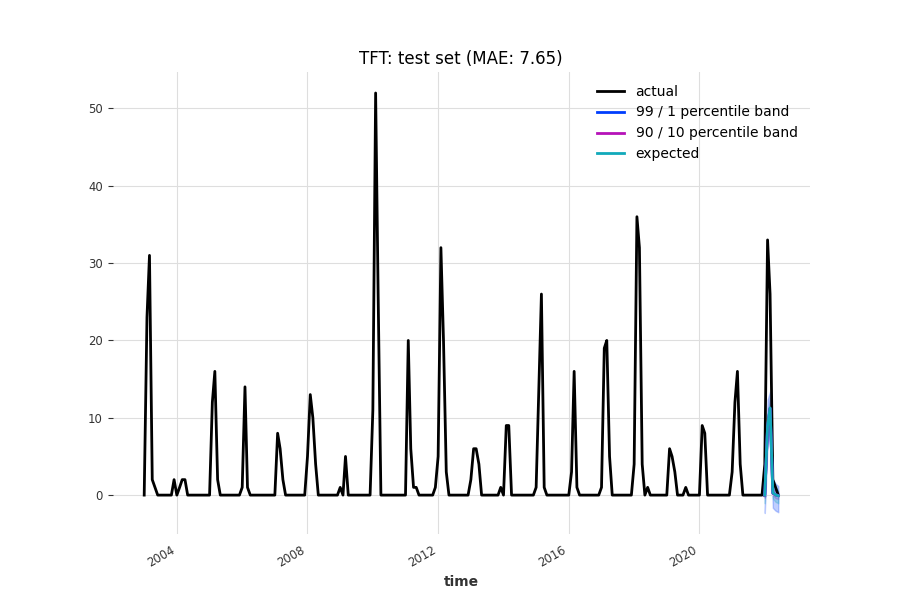 TFT: test set (MAE: 7.65)
actual
99 / 1 percentile band
90 / 10 percentile band
expected
50
40
30
20
10
0
2004
2008
2012
2016
2020
time